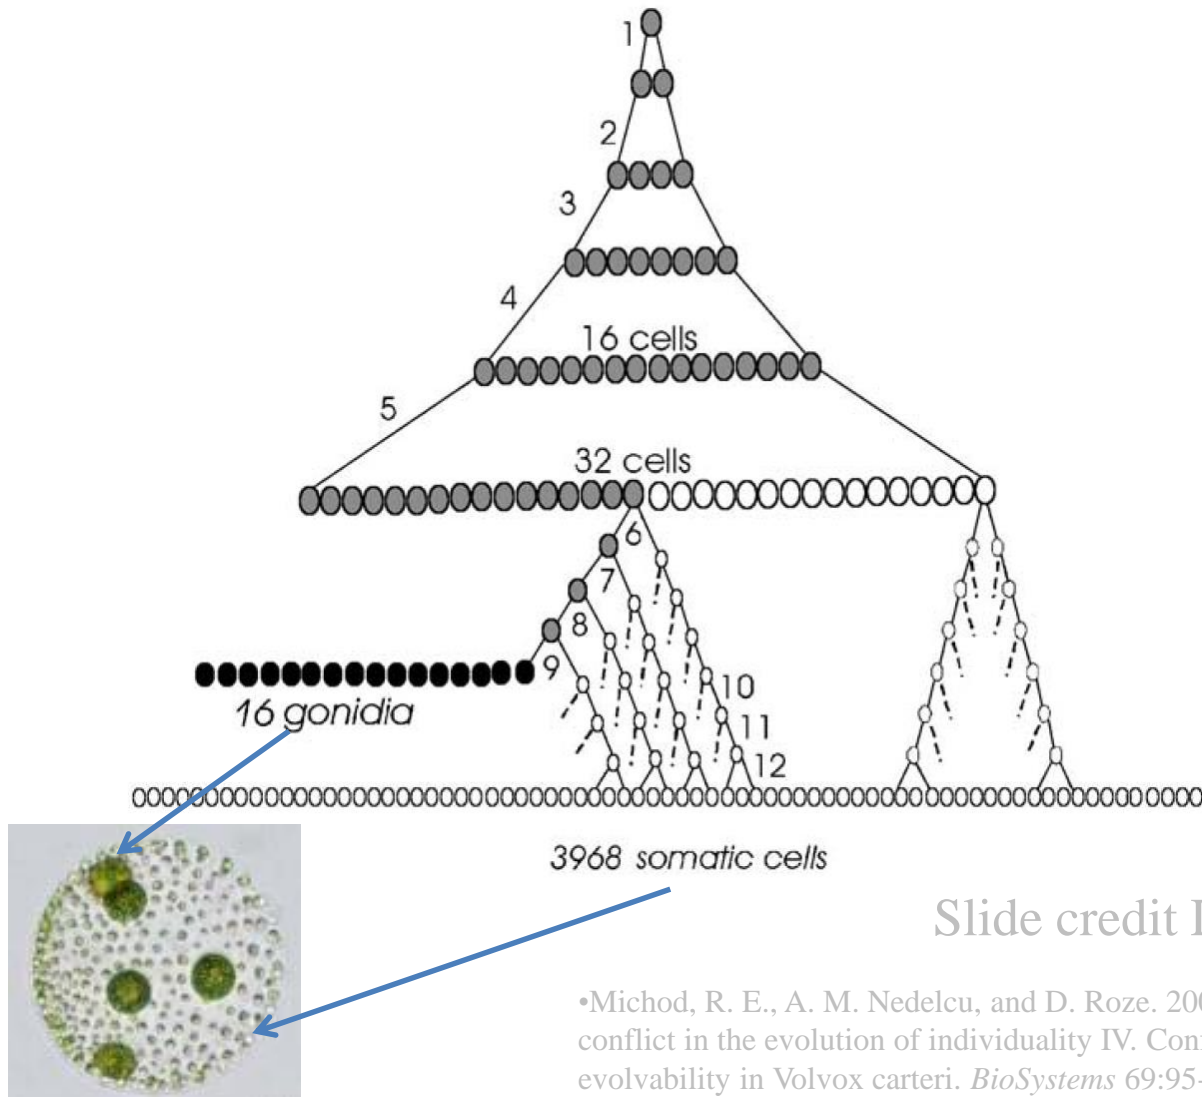 1
2
3
4
16 cells
5
32 cells
6
7
8
9
16 gonidia
10
11
12
3968 somatic cells
Slide credit
•Michod, R. E., A. M. Nedelcu, and D. Roze.
conflict in the evolution of individuality IV.
evolvability in Volvox carteri. BioSystems 69:95-